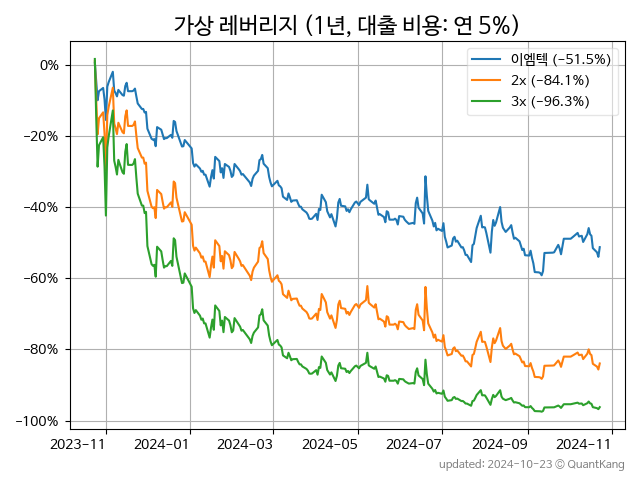 가상 레버리지 (1년, 대출 비용: 연 5%)
이엠텍 (−51.5%)
2x (−84.1%)
3x (−96.3%)
0%
−20%
−40%
−60%
−80%
−100%
2023-11 2024-01 2024-03 2024-05 2024-07 2024-09 2024-11
updated: 2024-10-23 © QuantKang